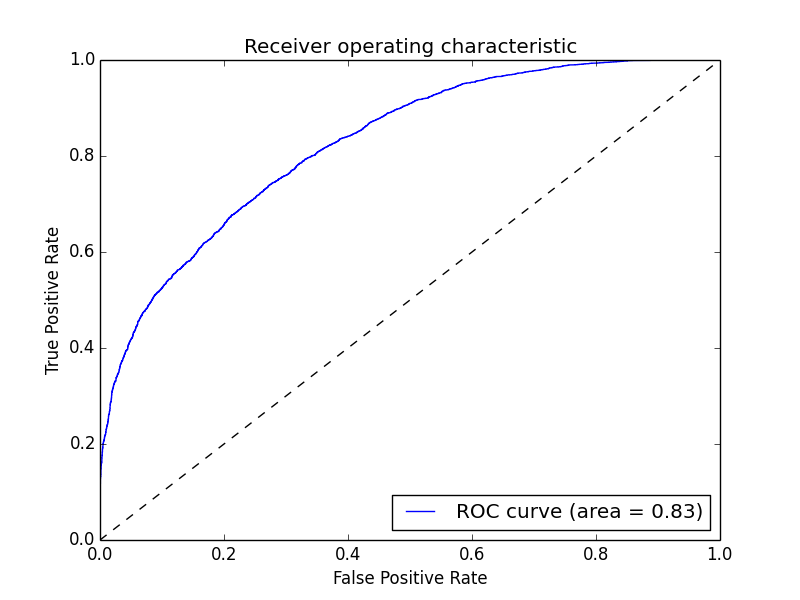 Receiver operating characteristic
1.0
0.8
0.6
0.4
0.2
0.0
True Positive Rate
ROC curve (area = 0.83)
0.0 0.2 0.4 0.6 0.8 1.0
False Positive Rate